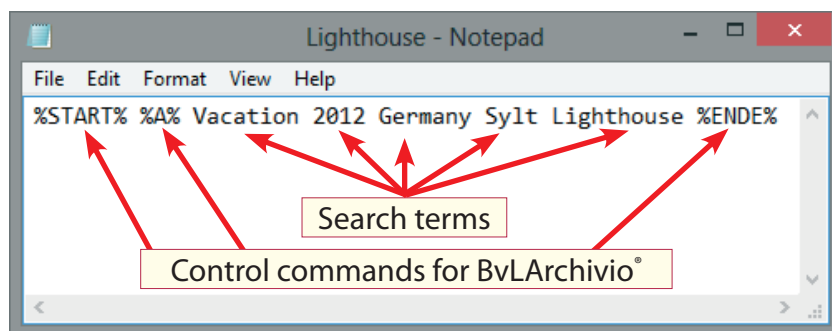 Lighthouse - Notepad
File Edit Format View Help
%START% %A% Vacation 2012 Germany Sylt Lighthouse %ENDE%
Search terms
Control commands for BvLArchivio®